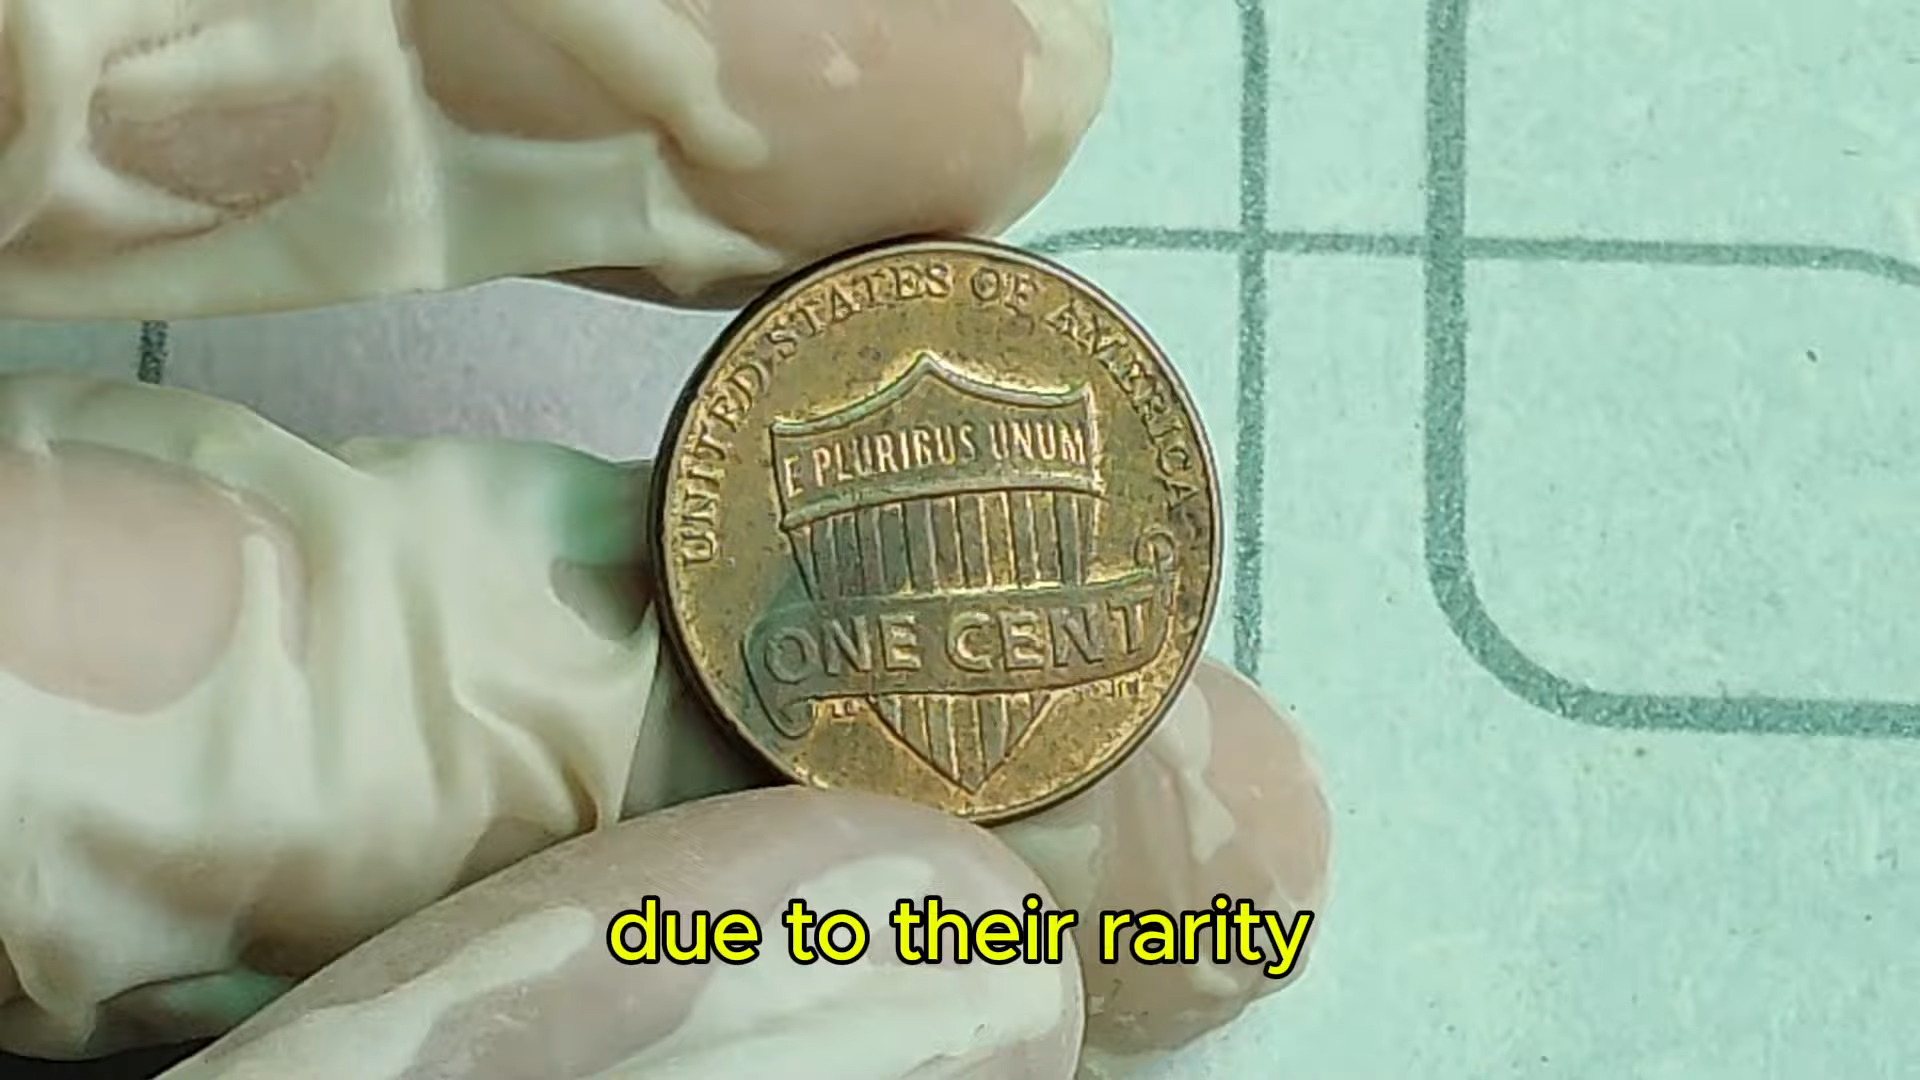 UNITED STATES OF AMERICA
E PLURIBUS UNUM
ONE CENT
due to their rarity